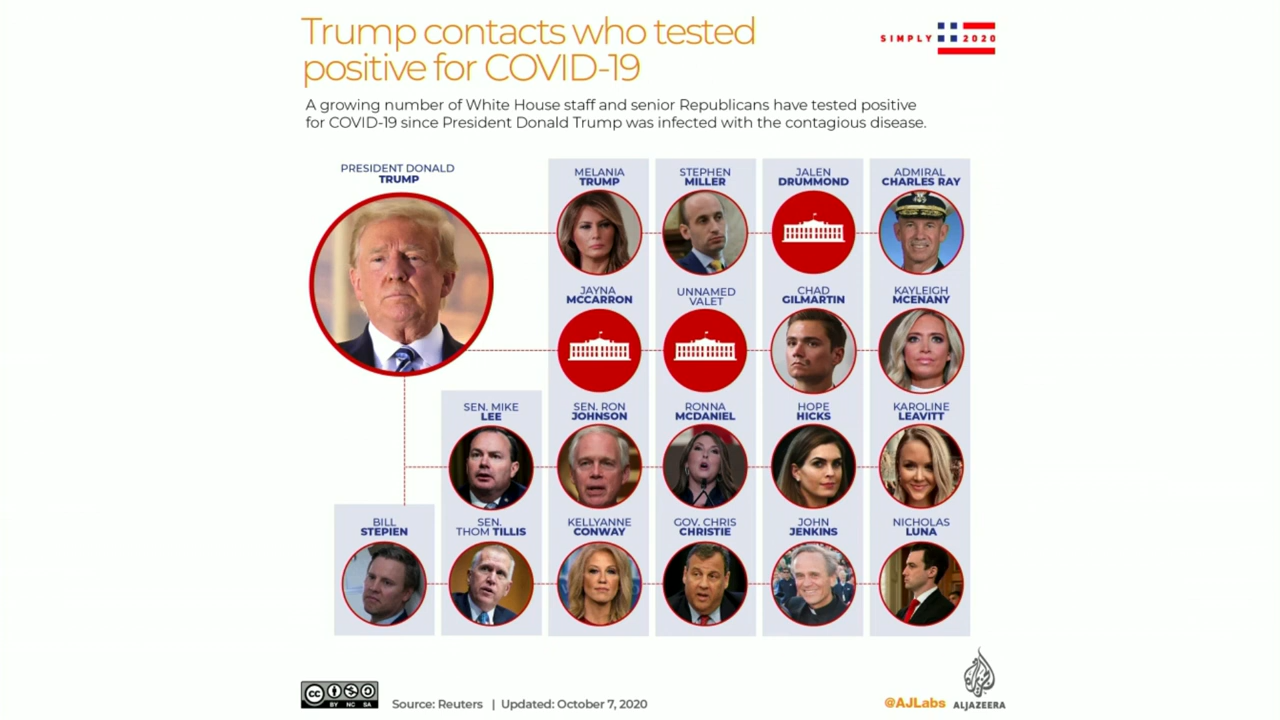 Trump contacts who tested
positive for COVID-19
SIMPLY 2020
A growing number of White House staff and senior Republicans have tested positive
for COVID-19 since President Donald Trump was infected with the contagious disease.
PRESIDENT DONALD
TRUMP
MELANIA
TRUMP
STEPHEN
MILLER
JALEN
DRUMMOND
ADMIRAL
CHARLES RAY
JAYNA
MCCARRON
UNNAMED
VALET
CHAD
GILMARTIN
KAYLEIGH
MCENANY
SEN. MIKE
LEE
SEN. RON
JOHNSON
RONNA
MCDANIEL
HOPE
HICKS
KAROLINE
LEAVITT
BILL
STEPIEN
SEN.
THOM TILLIS
KELLYANNE
CONWAY
GOV. CHRIS
CHRISTIE
JOHN
JENKINS
NICHOLAS
LUNA
cc BY NC SA
Source: Reuters | Updated: October 7, 2020
@AJLabs
ALJAZEERA